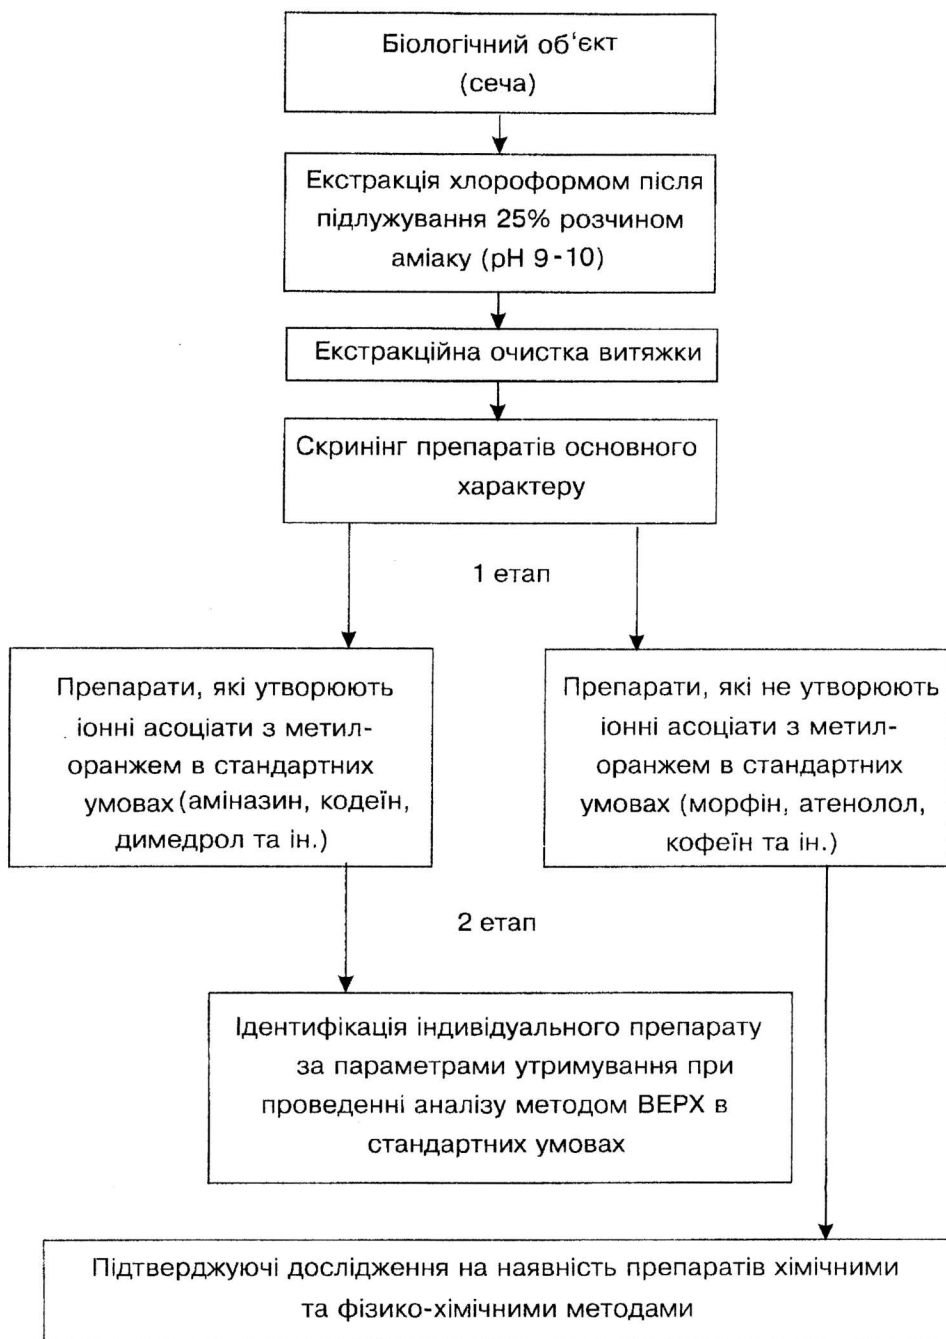 Біологічний об‘єкт
(сеча)
Екстракція хлороформом після
підлужування 25% розчином
аміаку (рН 9-10)
Екстракційна очистка витяжки
Скринінг препаратів основного
характеру
1 етап
Препарати, які утворюють
іонні асоціати з метил-
оранжем в стандартних
умовах (аміназин, кодеїн,
димедрол та ін.)
Препарати, які не утворюють
іонні асоціати з метил-
оранжем в стандартних
умовах (морфін, атенолол,
кофеїн та ін.)
2 етап
Ідентифікація індивідуального препарату
за параметрами утримування при
проведенні аналізу методом ВЕРХ в
стандартних умовах
Підтверджуючі дослідження на наявність препаратів хімічними
та фізико-хімічними методами